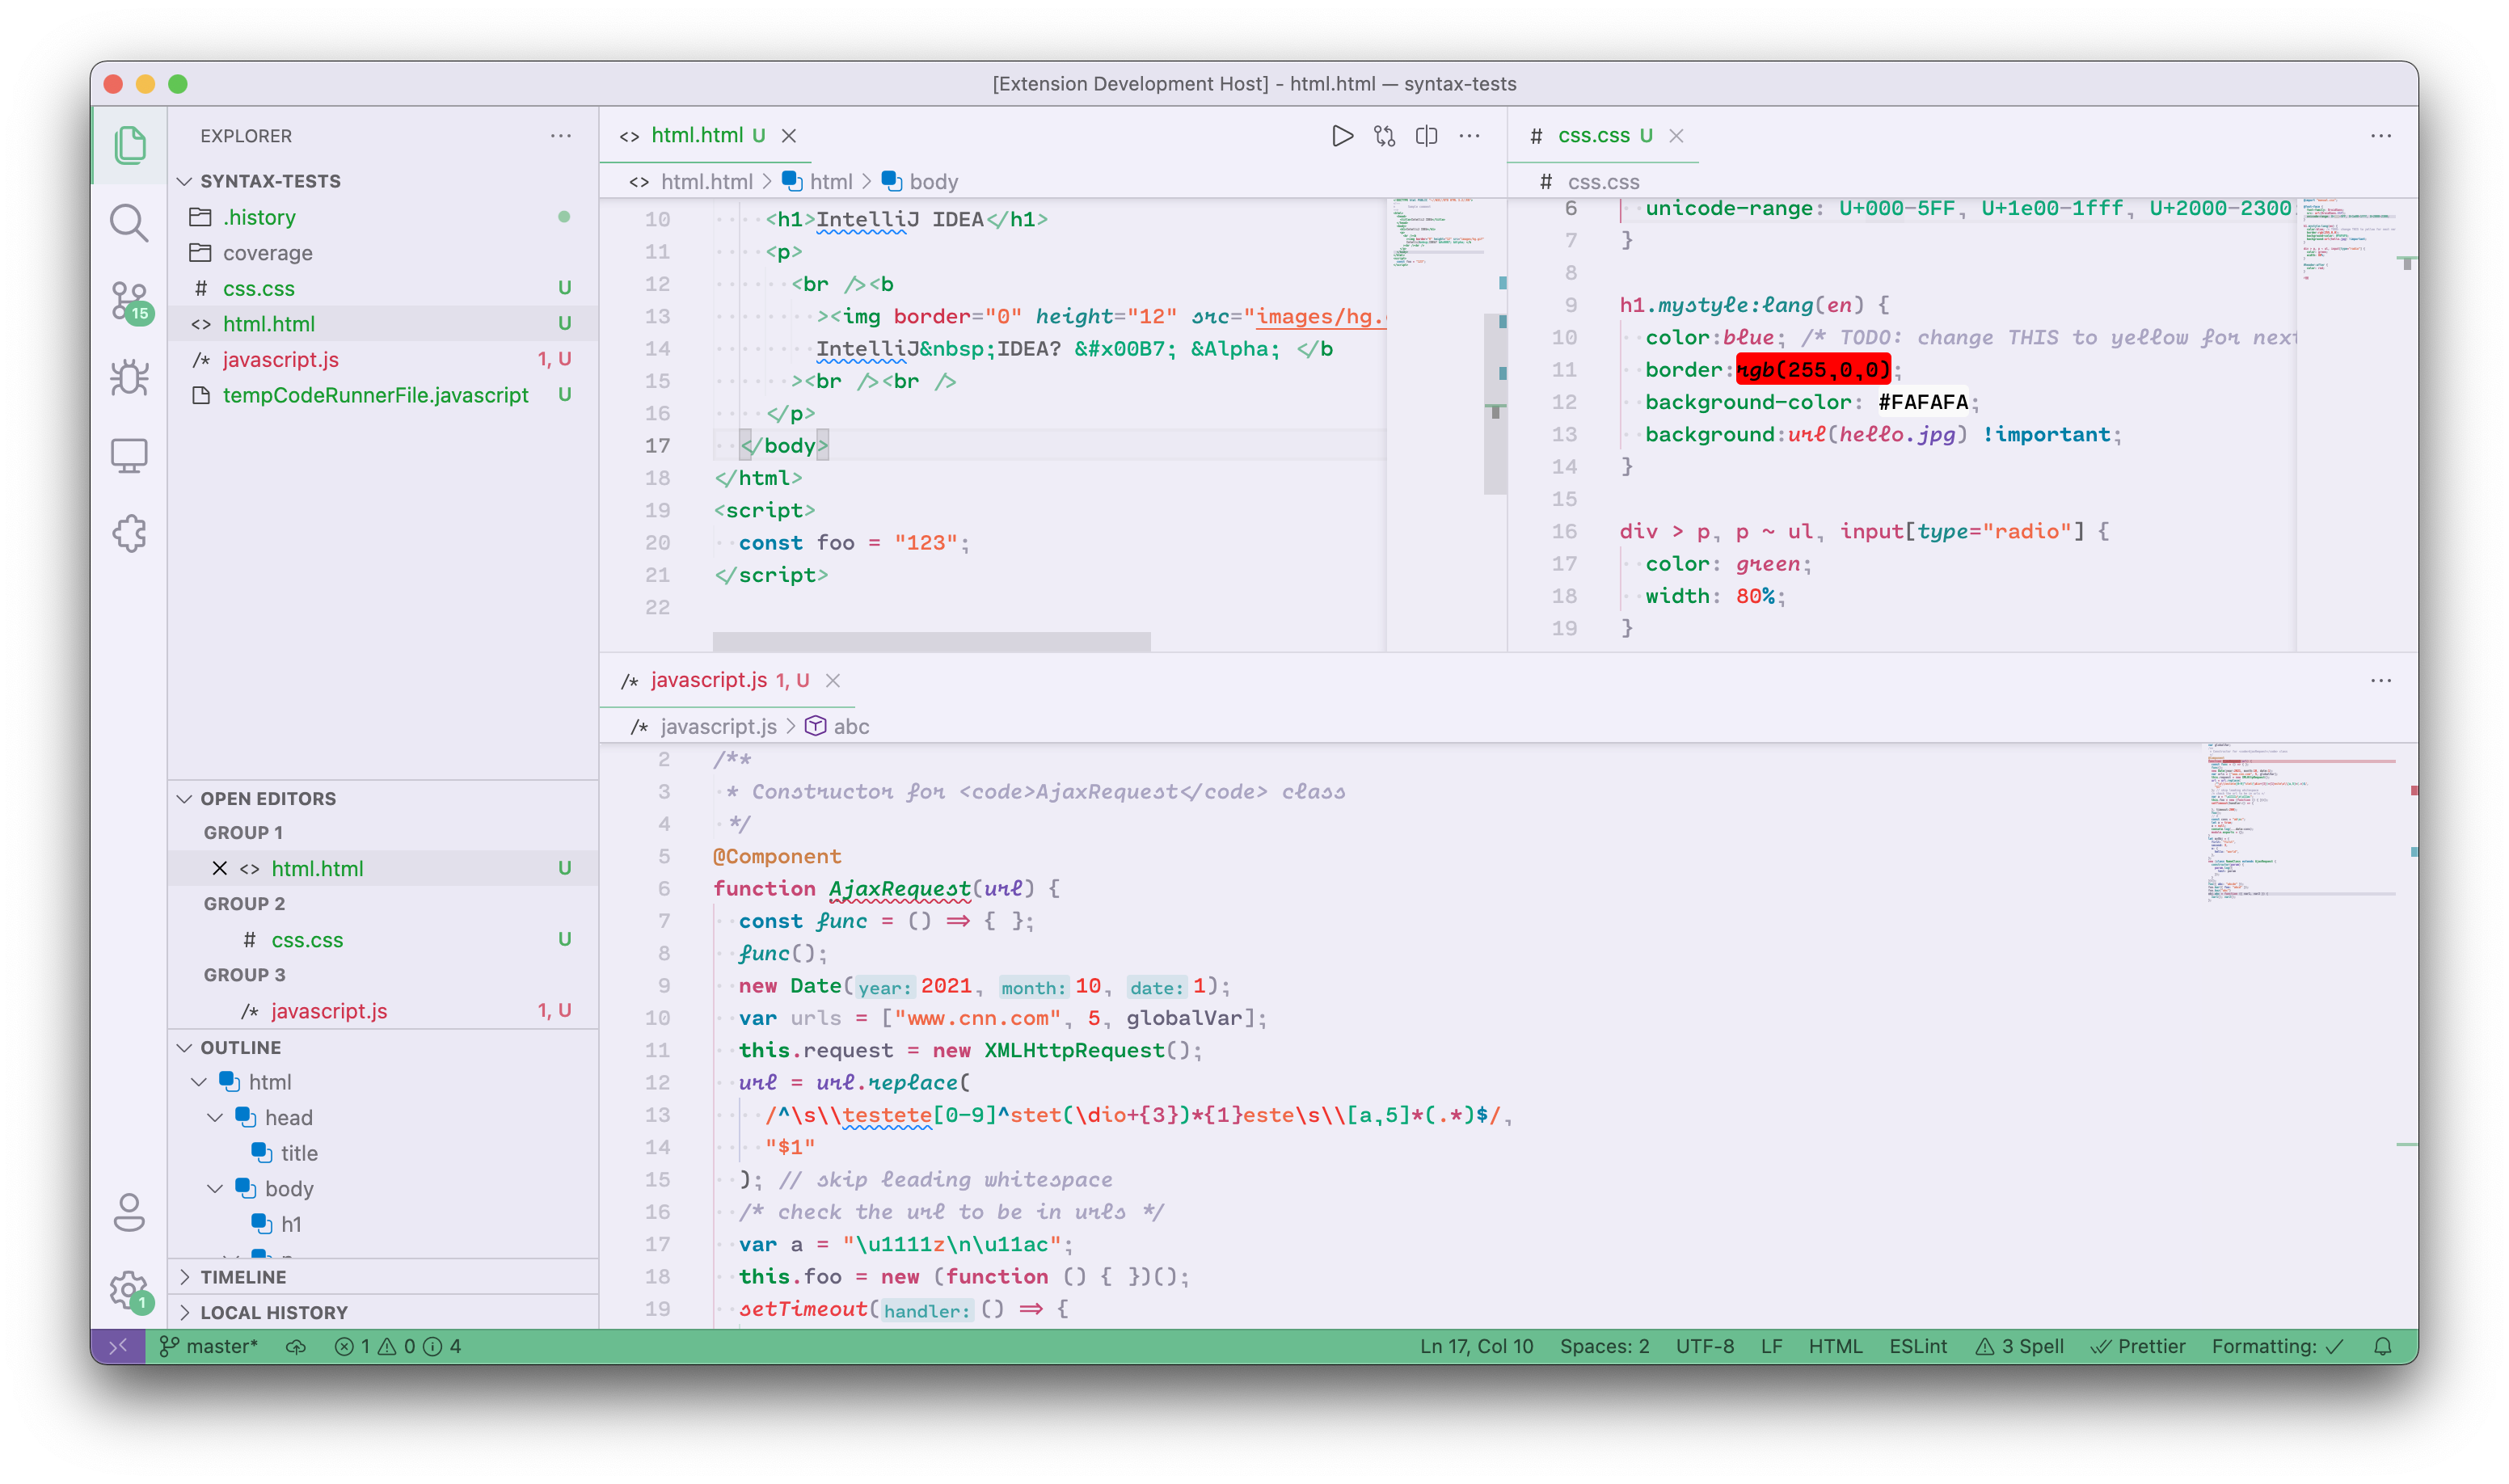 [Extension Development Host] - html.html — syntax-tests
EXPLORER
SYNTAX-TESTS
.history
coverage
# css.css U
<> html.html U
/* javascript.js 1, U
tempCodeRunnerFile.javascript U
15
OPEN EDITORS
GROUP 1
<> html.html U
GROUP 2
# css.css U
GROUP 3
/* javascript.js 1, U
OUTLINE
html
head
title
body
h1
TIMELINE
LOCAL HISTORY
1
<> html.html U
<> html.html > html > body
10 <h1>IntelliJ IDEA</h1>
11 <p>
12 <br /><b
13 ><img border="0" height="12" src="images/hg.
14 IntelliJ&nbsp;IDEA? &#x00B7; &Alpha; </b
15 ><br /><br />
16 </p>
17 </body>
18 </html>
19 <script>
20 const foo = "123";
21 </script>
22
# css.css U
# css.css
6 unicode-range: U+000-5FF, U+1e00-1fff, U+2000-2300
7 }
8
9 h1.mystyle:lang(en) {
10 color:blue; /* TODO: change THIS to yellow for next
11 border:rgb(255,0,0);
12 background-color: #FAFAFA;
13 background:url(hello.jpg) !important;
14 }
15
16 div > p, p ~ ul, input[type="radio"] {
17 color: green;
18 width: 80%;
19 }
/* javascript.js 1, U
/* javascript.js > abc
2 /**
3 * Constructor for <code>AjaxRequest</code> class
4 */
5 @Component
6 function AjaxRequest(url) {
7 const func = () => { };
8 func();
9 new Date(year: 2021, month: 10, date: 1);
10 var urls = ["www.cnn.com", 5, globalVar];
11 this.request = new XMLHttpRequest();
12 url = url.replace(
13 /^\s\\testete[0-9]^stet(\dio+{3})*{1}este\s\\[a,5]*(.*)$/,
14 "$1"
15 ); // skip leading whitespace
16 /* check the url to be in urls */
17 var a = "\u1111z\n\u11ac";
18 this.foo = new (function () { })();
19 setTimeout(handler: () => {
master* 1 0 4 Ln 17, Col 10 Spaces: 2 UTF-8 LF HTML ESLint 3 Spell Prettier Formatting: